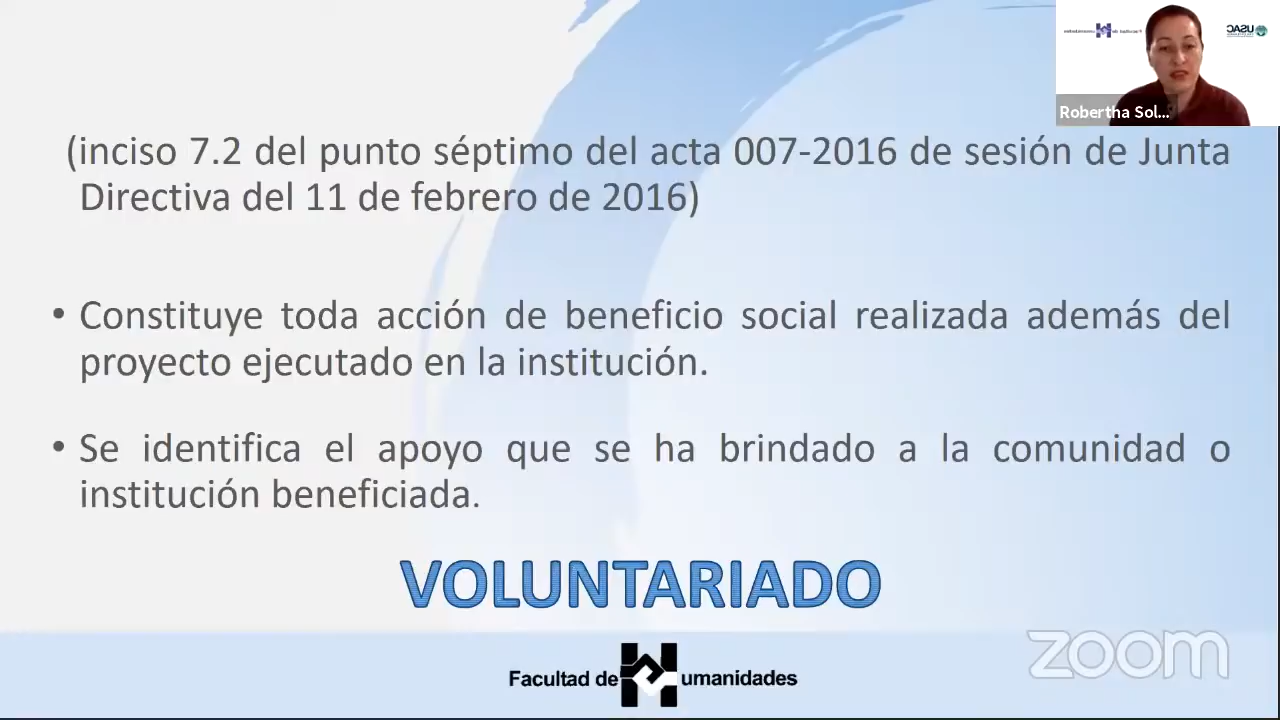 Robertha Sol...
(inciso 7.2 del punto séptimo del acta 007-2016 de sesión de Junta
Directiva del 11 de febrero de 2016)
• Constituye toda acción de beneficio social realizada además del
proyecto ejecutado en la institución.
• Se identifica el apoyo que se ha brindado a la comunidad o
institución beneficiada.
VOLUNTARIADO
zoom
Facultad de Humanidades
USAC